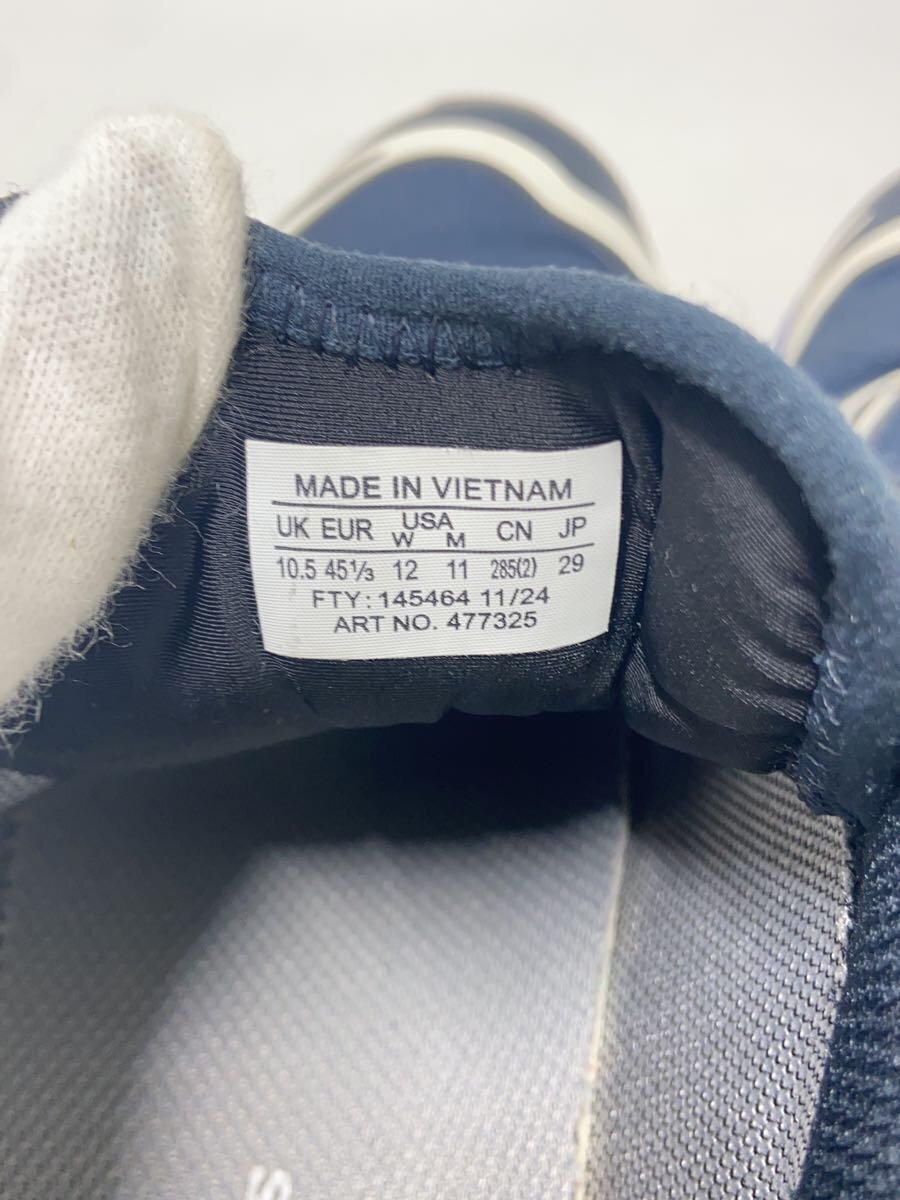 MADE IN VIETNAM
UK EUR USA CN JP
W M
10.5 45⅓ 12 11 285(2) 29
FTY: 145464 11/24
ART NO. 477325
S